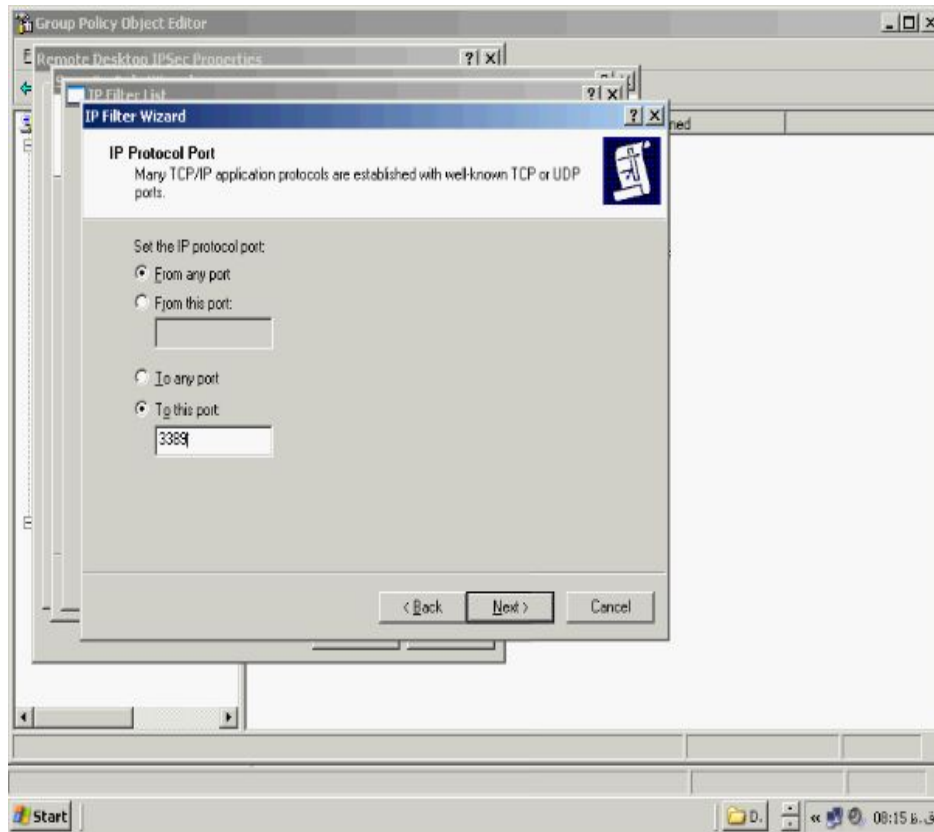 Group Policy Object Editor
Remote Desktop IPSec Properties
IP Filter List
IP Filter Wizard
IP Protocol Port
Many TCP/IP application protocols are established with well-known TCP or UDP
ports.
Set the IP protocol port:
From any port
From this port:
To any port
To this port:
3389
< Back
Next >
Cancel
Start
D.
«
08:15